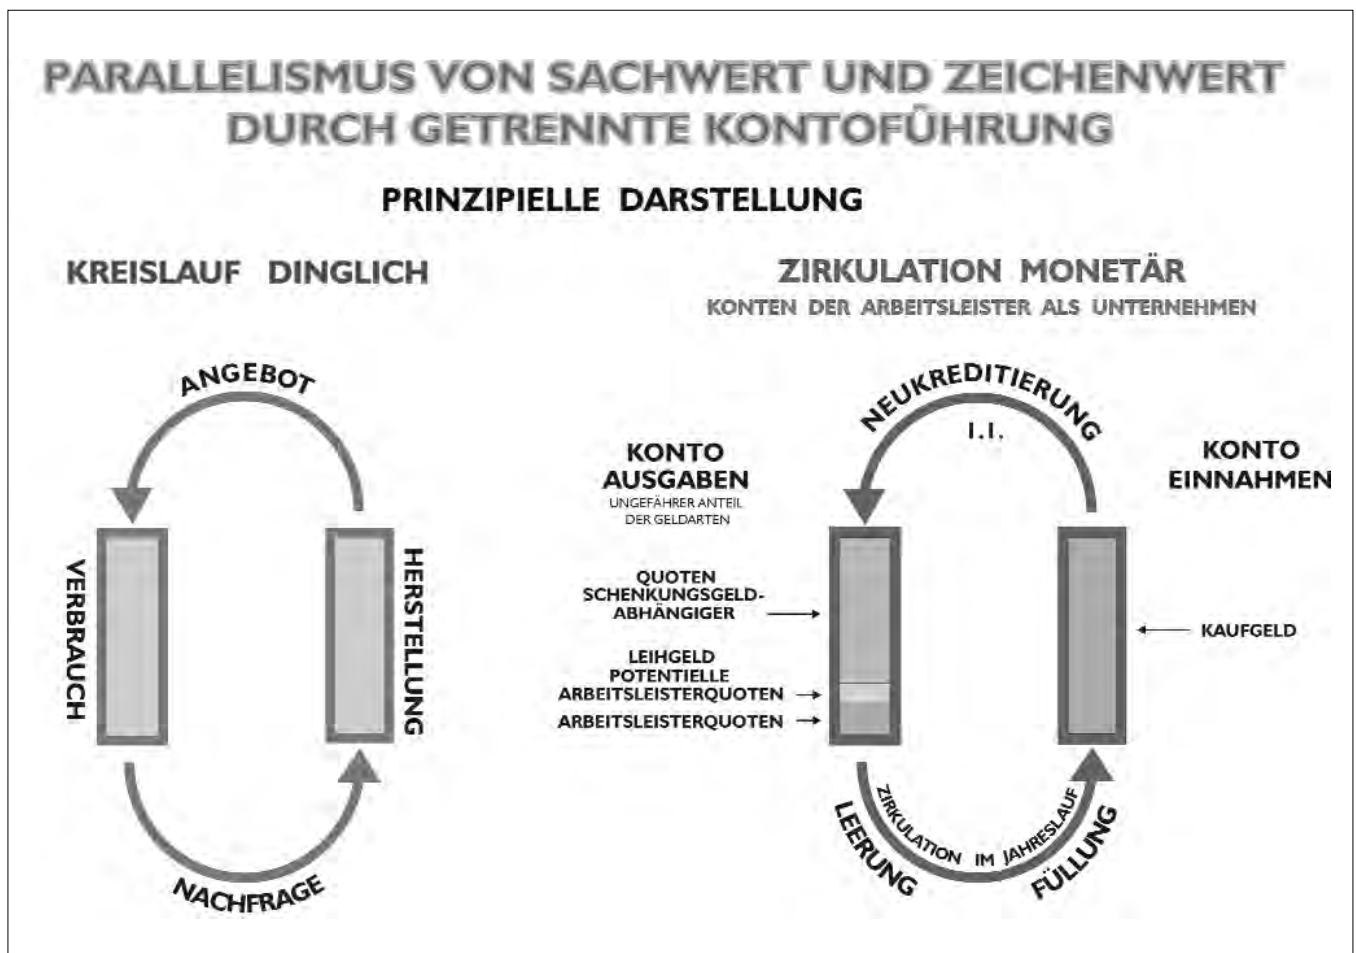 PARALLELISMUS VON SACHWERT UND ZEICHENWERT
DURCH GETRENNTE KONTOFÜHRUNG
PRINZIPIELLE DARSTELLUNG
KREISLAUF DINGLICH
ANGEBOT
VERBRAUCH
HERSTELLUNG
NACHFRAGE
ZIRKULATION MONETÄR
KONTEN DER ARBEITSLEISTER ALS UNTERNEHMEN
NEUKREDITIERUNG
1.1.
KONTO
AUSGABEN
UNGEFÄHRER ANTEIL
DER GELDARTEN
KONTO
EINNAHMEN
QUOTEN
SCHENKUNGSGELD-
ABHÄNGIGER
LEIHGELD
POTENTIELLE
ARBEITSLEISTERQUOTEN
ARBEITSLEISTERQUOTEN
KAUFGELD
ZIRKULATION IM JAHRESLAUF
LEERUNG
FÜLLUNG